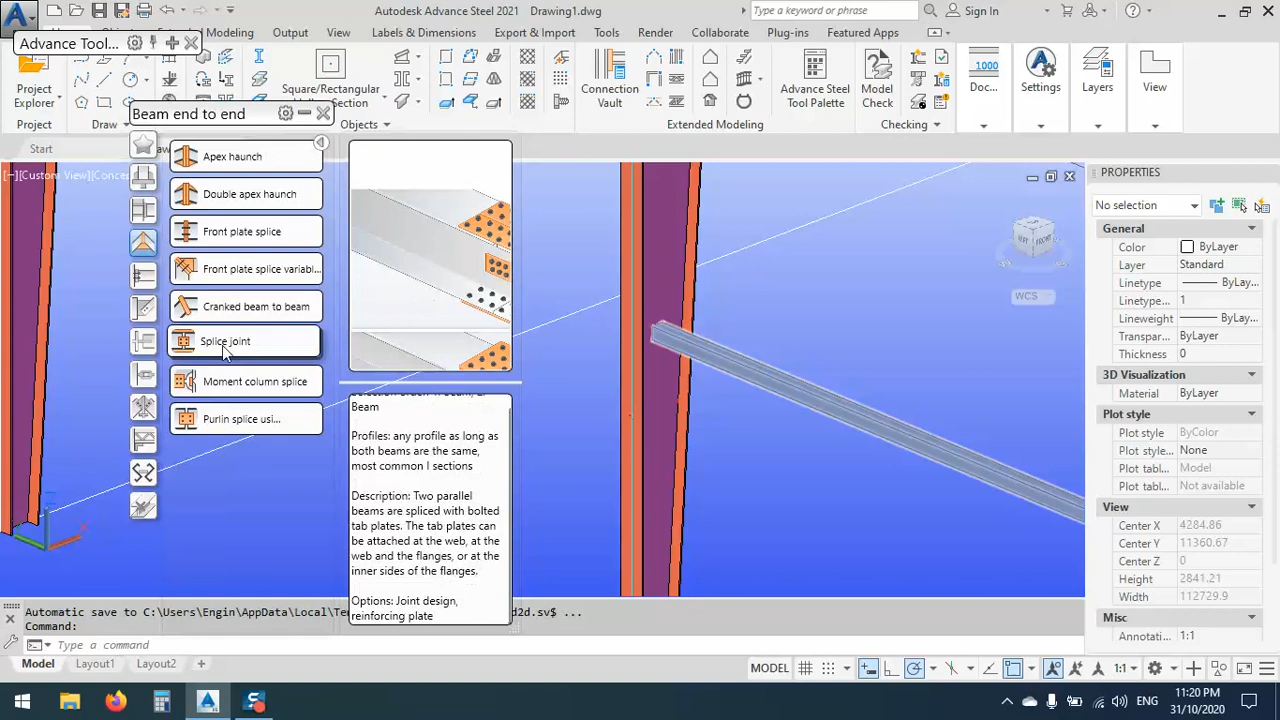 Autodesk Advance Steel 2021 Drawing1.dwg
Type a keyword or phrase
Sign In
Advance Tool...
Modeling
Output
View
Labels & Dimensions
Export & Import
Tools
Render
Collaborate
Plug-ins
Featured Apps
Project
Explorer
Square/Rectangular
Section
Connection
Vault
Advance Steel
Tool Palette
Model
Check
1000
Doc...
Settings
Layers
View
Project
Draw
Objects
Extended Modeling
Checking
Start
[−][Custom View][Conce
Beam end to end
Apex haunch
Double apex haunch
Front plate splice
Front plate splice variabl...
Cranked beam to beam
Splice joint
Moment column splice
Purlin splice usi...
Beam
Profiles: any profile as long as
both beams are the same,
most common I sections
Description: Two parallel
beams are spliced with bolted
tab plates. The tab plates can
be attached at the web, at the
web and the flanges, or at the
inner sides of the flanges.
Options: Joint design,
reinforcing plate
FRONT
WCS
PROPERTIES
No selection
General
Color ByLayer
Layer Standard
Linetype ByLay...
Linetype... 1
Lineweight ByLay...
Transpar... ByLayer
Thickness 0
3D Visualization
Material ByLayer
Plot style
Plot style ByColor
Plot style... None
Plot tabl... Model
Plot tabl... Not available
View
Center X 4284.86
Center Y 11360.67
Center Z 0
Height 2841.21
Width 112729.9
Misc
Annotati... 1:1
Automatic save to C:\Users\Engin\AppData\Local\Te
d2d.sv$ ...
Command:
Type a command
Model Layout1 Layout2 +
MODEL
1:1
ENG
11:20 PM
31/10/2020